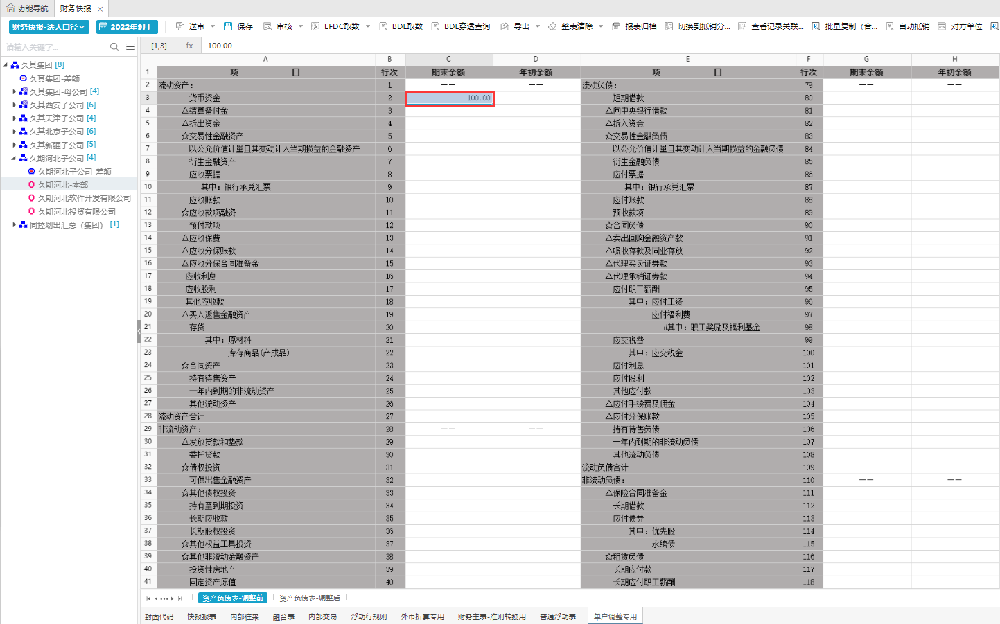 功能导航 财务快报 ×
财务快报-法人口径 2022年9月 送审 保存 审核 EFDC取数 BDE取数 BDE穿透查询 导出 整表清除 报表归档 切换到抵销分... 查看记录关联... 批量复制（合... 自动抵销 对方单位
请输入关键字...
[1,3] fx 100.00
久其集团 [8]
久其集团-差额
久其集团-母公司 [4]
久其西安子公司 [6]
久其天津子公司 [4]
久其北京子公司 [6]
久其新疆子公司 [5]
久期河北子公司 [4]
久期河北子公司-差额
久期河北-本部
久期河北软件开发有限公司
久期河北投资有限公司
同控划出汇总（集团） [1]
A B C D E F G H
1 项 目 行次 期末余额 年初余额 项 目 行次 期末余额 年初余额
2 流动资产： 1 —— —— 流动负债： 79 —— ——
3 货币资金 2 100.00 短期借款 80
4 △结算备付金 3 △向中央银行借款 81
5 △拆出资金 4 △拆入资金 82
6 ☆交易性金融资产 5 ☆交易性金融负债 83
7 以公允价值计量且其变动计入当期损益的金融资产 6 以公允价值计量且其变动计入当期损益的金融负债 84
8 衍生金融资产 7 衍生金融负债 85
9 应收票据 8 应付票据 86
10 其中：银行承兑汇票 9 其中：银行承兑汇票 87
11 应收账款 10 应付账款 88
12 ☆应收款项融资 11 预收款项 89
13 预付款项 12 ☆合同负债 90
14 △应收保费 13 △卖出回购金融资产款 91
15 △应收分保账款 14 △吸收存款及同业存放 92
16 △应收分保合同准备金 15 △代理买卖证券款 93
17 应收利息 16 △代理承销证券款 94
18 应收股利 17 应付职工薪酬 95
19 其他应收款 18 其中：应付工资 96
20 △买入返售金融资产 19 应付福利费 97
21 存货 20 #其中：职工奖励及福利基金 98
22 其中：原材料 21 应交税费 99
23 库存商品(产成品) 22 其中：应交税金 100
24 ☆合同资产 23 应付利息 101
25 持有待售资产 24 应付股利 102
26 一年内到期的非流动资产 25 其他应付款 103
27 其他流动资产 26 △应付手续费及佣金 104
28 流动资产合计 27 △应付分保账款 105
29 非流动资产： 28 —— —— 持有待售负债 106
30 △发放贷款和垫款 29 一年内到期的非流动负债 107
31 委托贷款 30 其他流动负债 108
32 ☆债权投资 31 流动负债合计 109
33 可供出售金融资产 32 非流动负债： 110 —— ——
34 ☆其他债权投资 33 △保险合同准备金 111
35 持有至到期投资 34 长期借款 112
36 长期应收款 35 应付债券 113
37 长期股权投资 36 其中：优先股 114
38 ☆其他权益工具投资 37 永续债 115
39 ☆其他非流动金融资产 38 ☆租赁负债 116
40 投资性房地产 39 长期应付款 117
41 固定资产原值 40 长期应付职工薪酬 118
资产负债表-调整前 资产负债表-调整后
封面代码 快报报表 内部往来 融合表 内部交易 浮动行规则 外币折算专用 财务主表-准则转换用 普通浮动表 单户调整专用